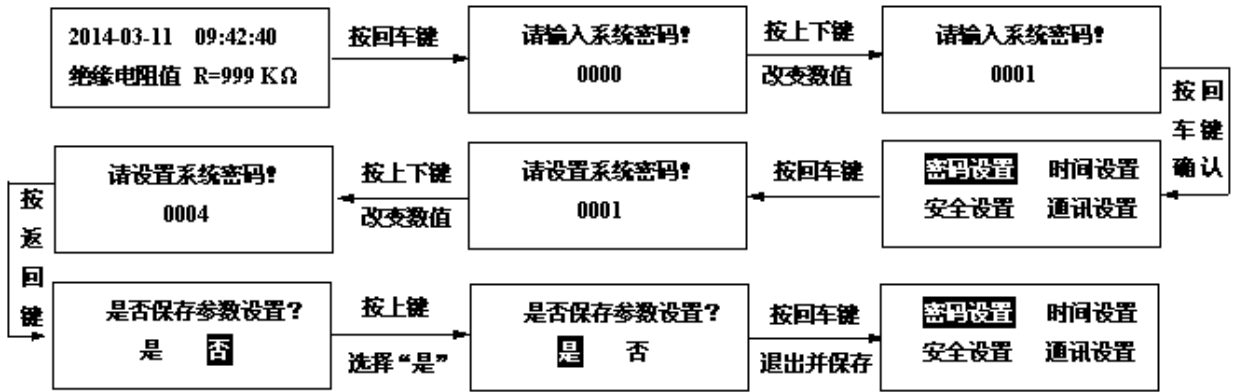 2014-03-11 09:42:40
绝缘电阻值 R=999 KΩ
按回车键
请输入系统密码!
0000
按上下键
改变数值
请输入系统密码!
0001
按回
车键
确认
密码设置 时间设置
安全设置 通讯设置
按回车键
请设置系统密码!
0001
按上下键
改变数值
请设置系统密码!
0004
按
返
回
键
是否保存参数设置?
是 否
按上键
选择“是”
是否保存参数设置?
是 否
按回车键
退出并保存
密码设置 时间设置
安全设置 通讯设置